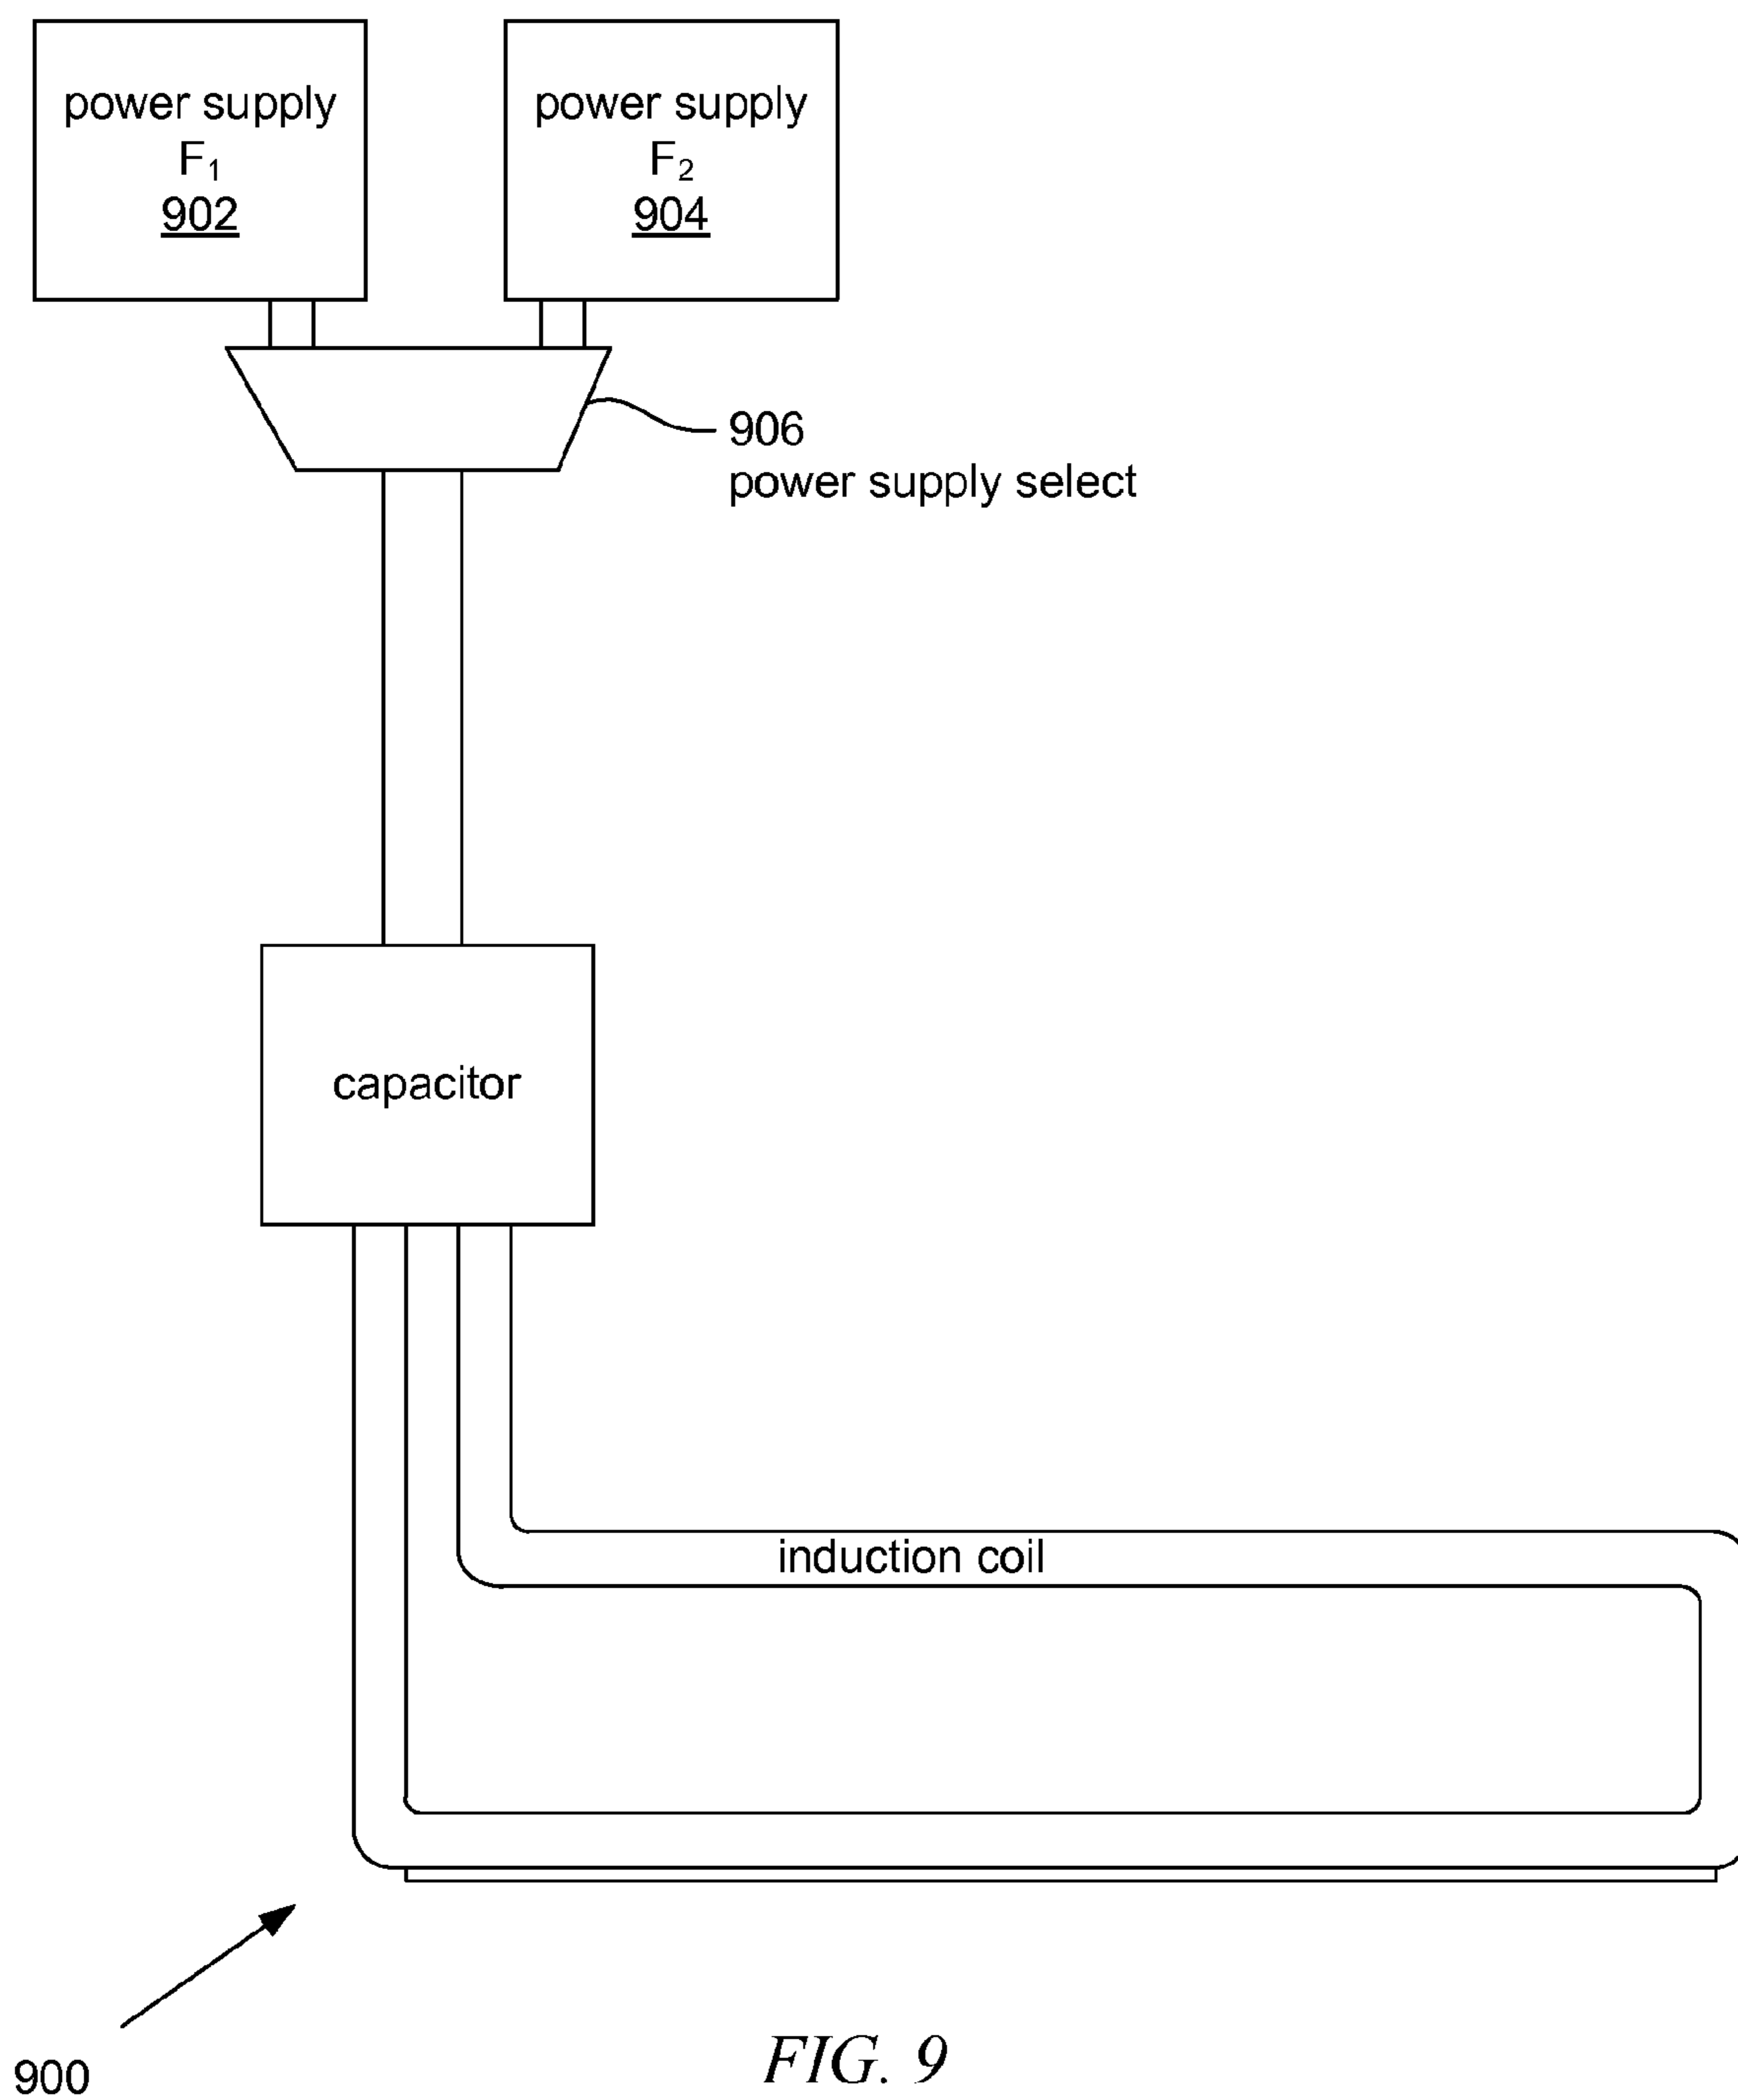 power supply
F₁
902
power supply
F₂
904
906
power supply select
capacitor
induction coil
900
FIG. 9